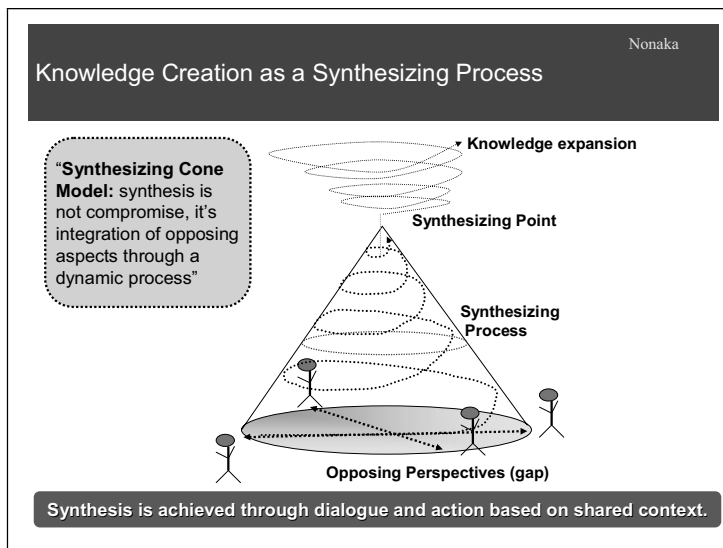 Nonaka
Knowledge Creation as a Synthesizing Process
Knowledge expansion
“Synthesizing Cone
Model: synthesis is
not compromise, it’s
integration of opposing
aspects through a
dynamic process”
Synthesizing Point
Synthesizing
Process
Opposing Perspectives (gap)
Synthesis is achieved through dialogue and action based on shared context.